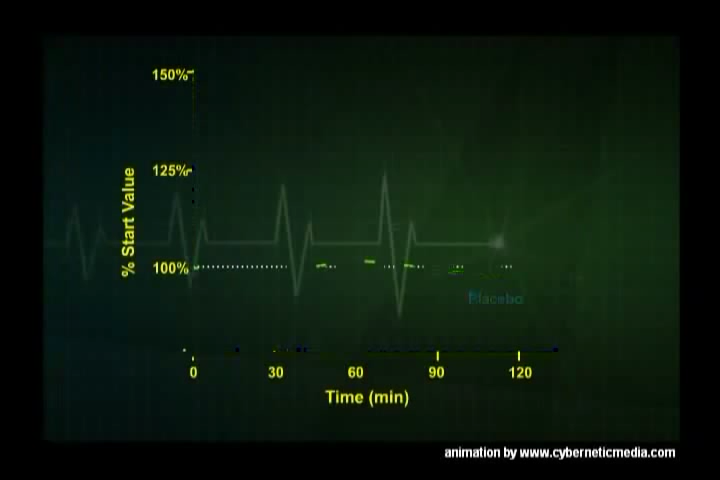 150%
125%
% Start Value
100%
Placebo
0 30 60 90 120
Time (min)
animation by www.cyberneticmedia.com